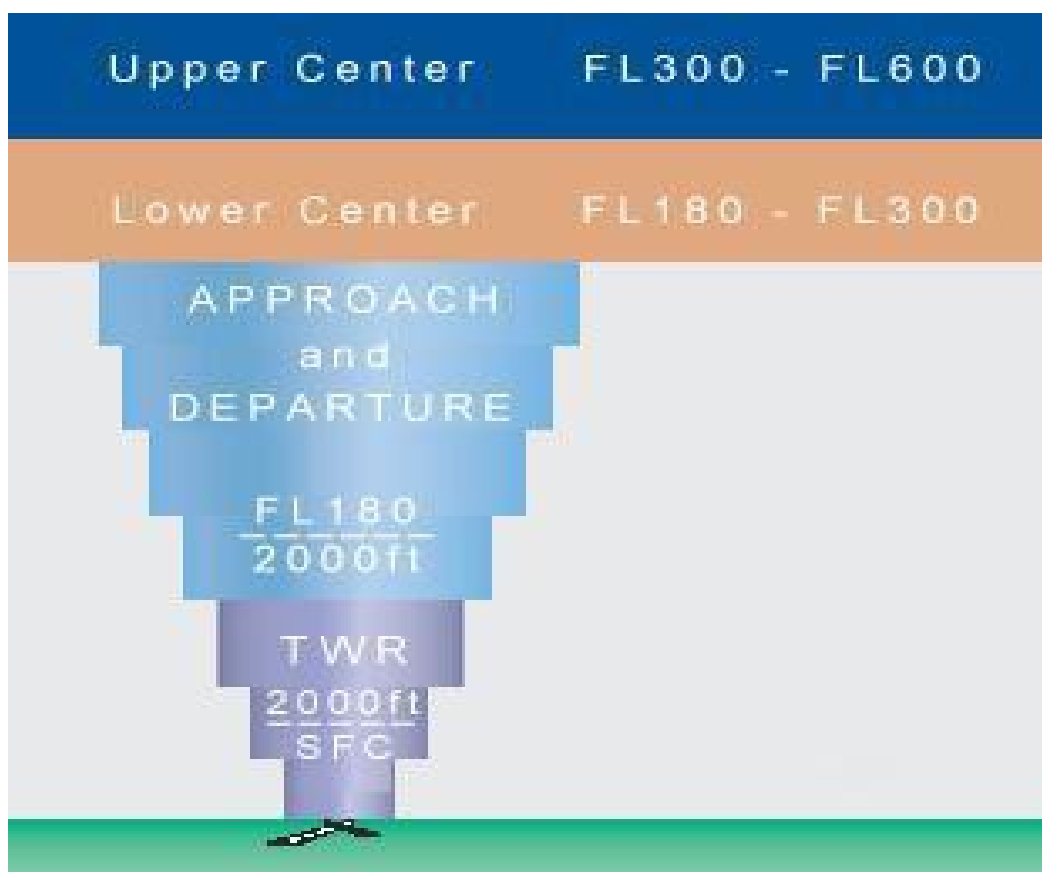 Upper Center FL300 - FL600
Lower Center FL180 - FL300
APPROACH
and
DEPARTURE
FL180
2000ft
TWR
2000ft
SFC